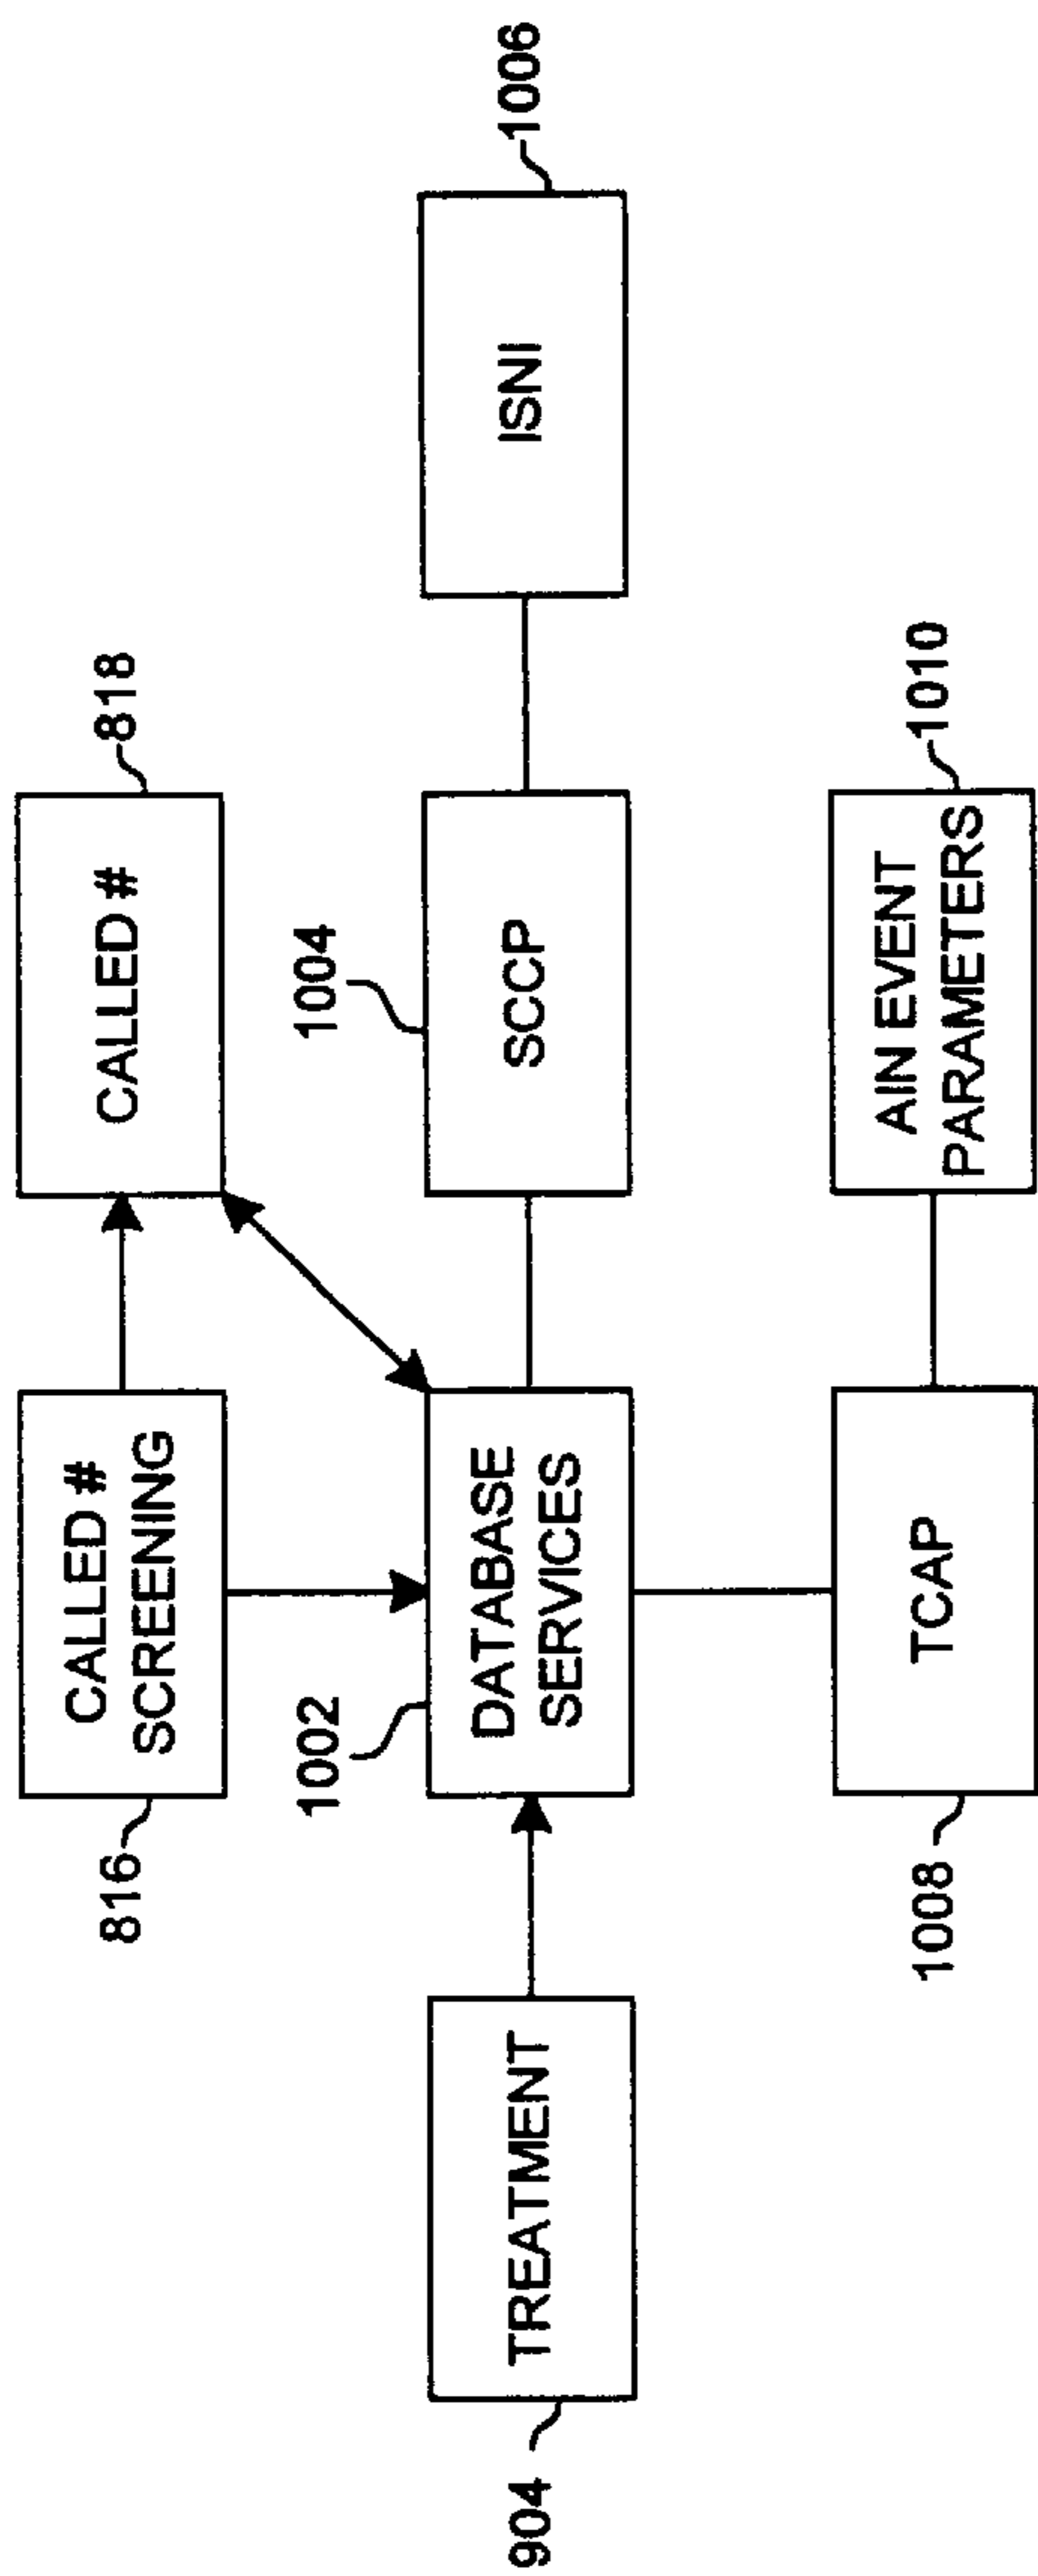 816
CALLED #
SCREENING
CALLED #
818
904
TREATMENT
1002
DATABASE
SERVICES
1004
SCCP
ISNI
1006
1008
TCAP
AIN EVENT
PARAMETERS
1010